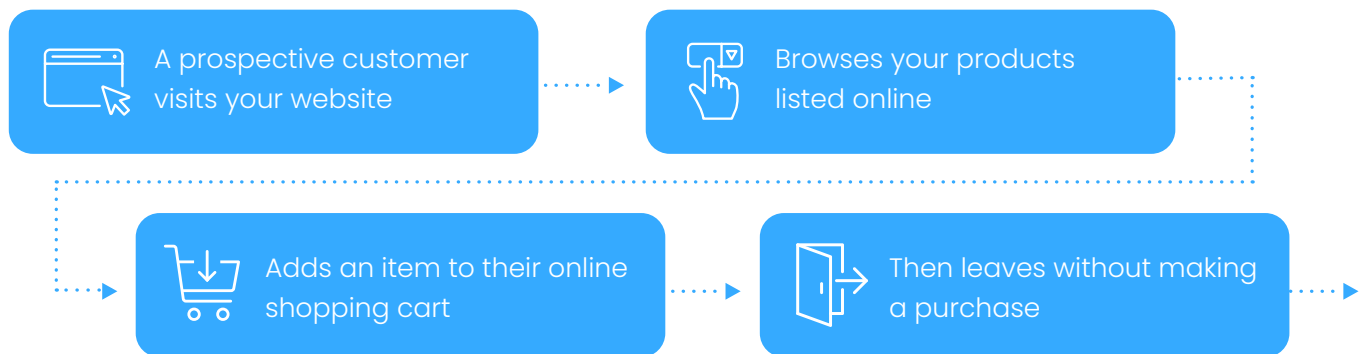 A prospective customer
visits your website
Browses your products
listed online
Adds an item to their online
shopping cart
Then leaves without making
a purchase